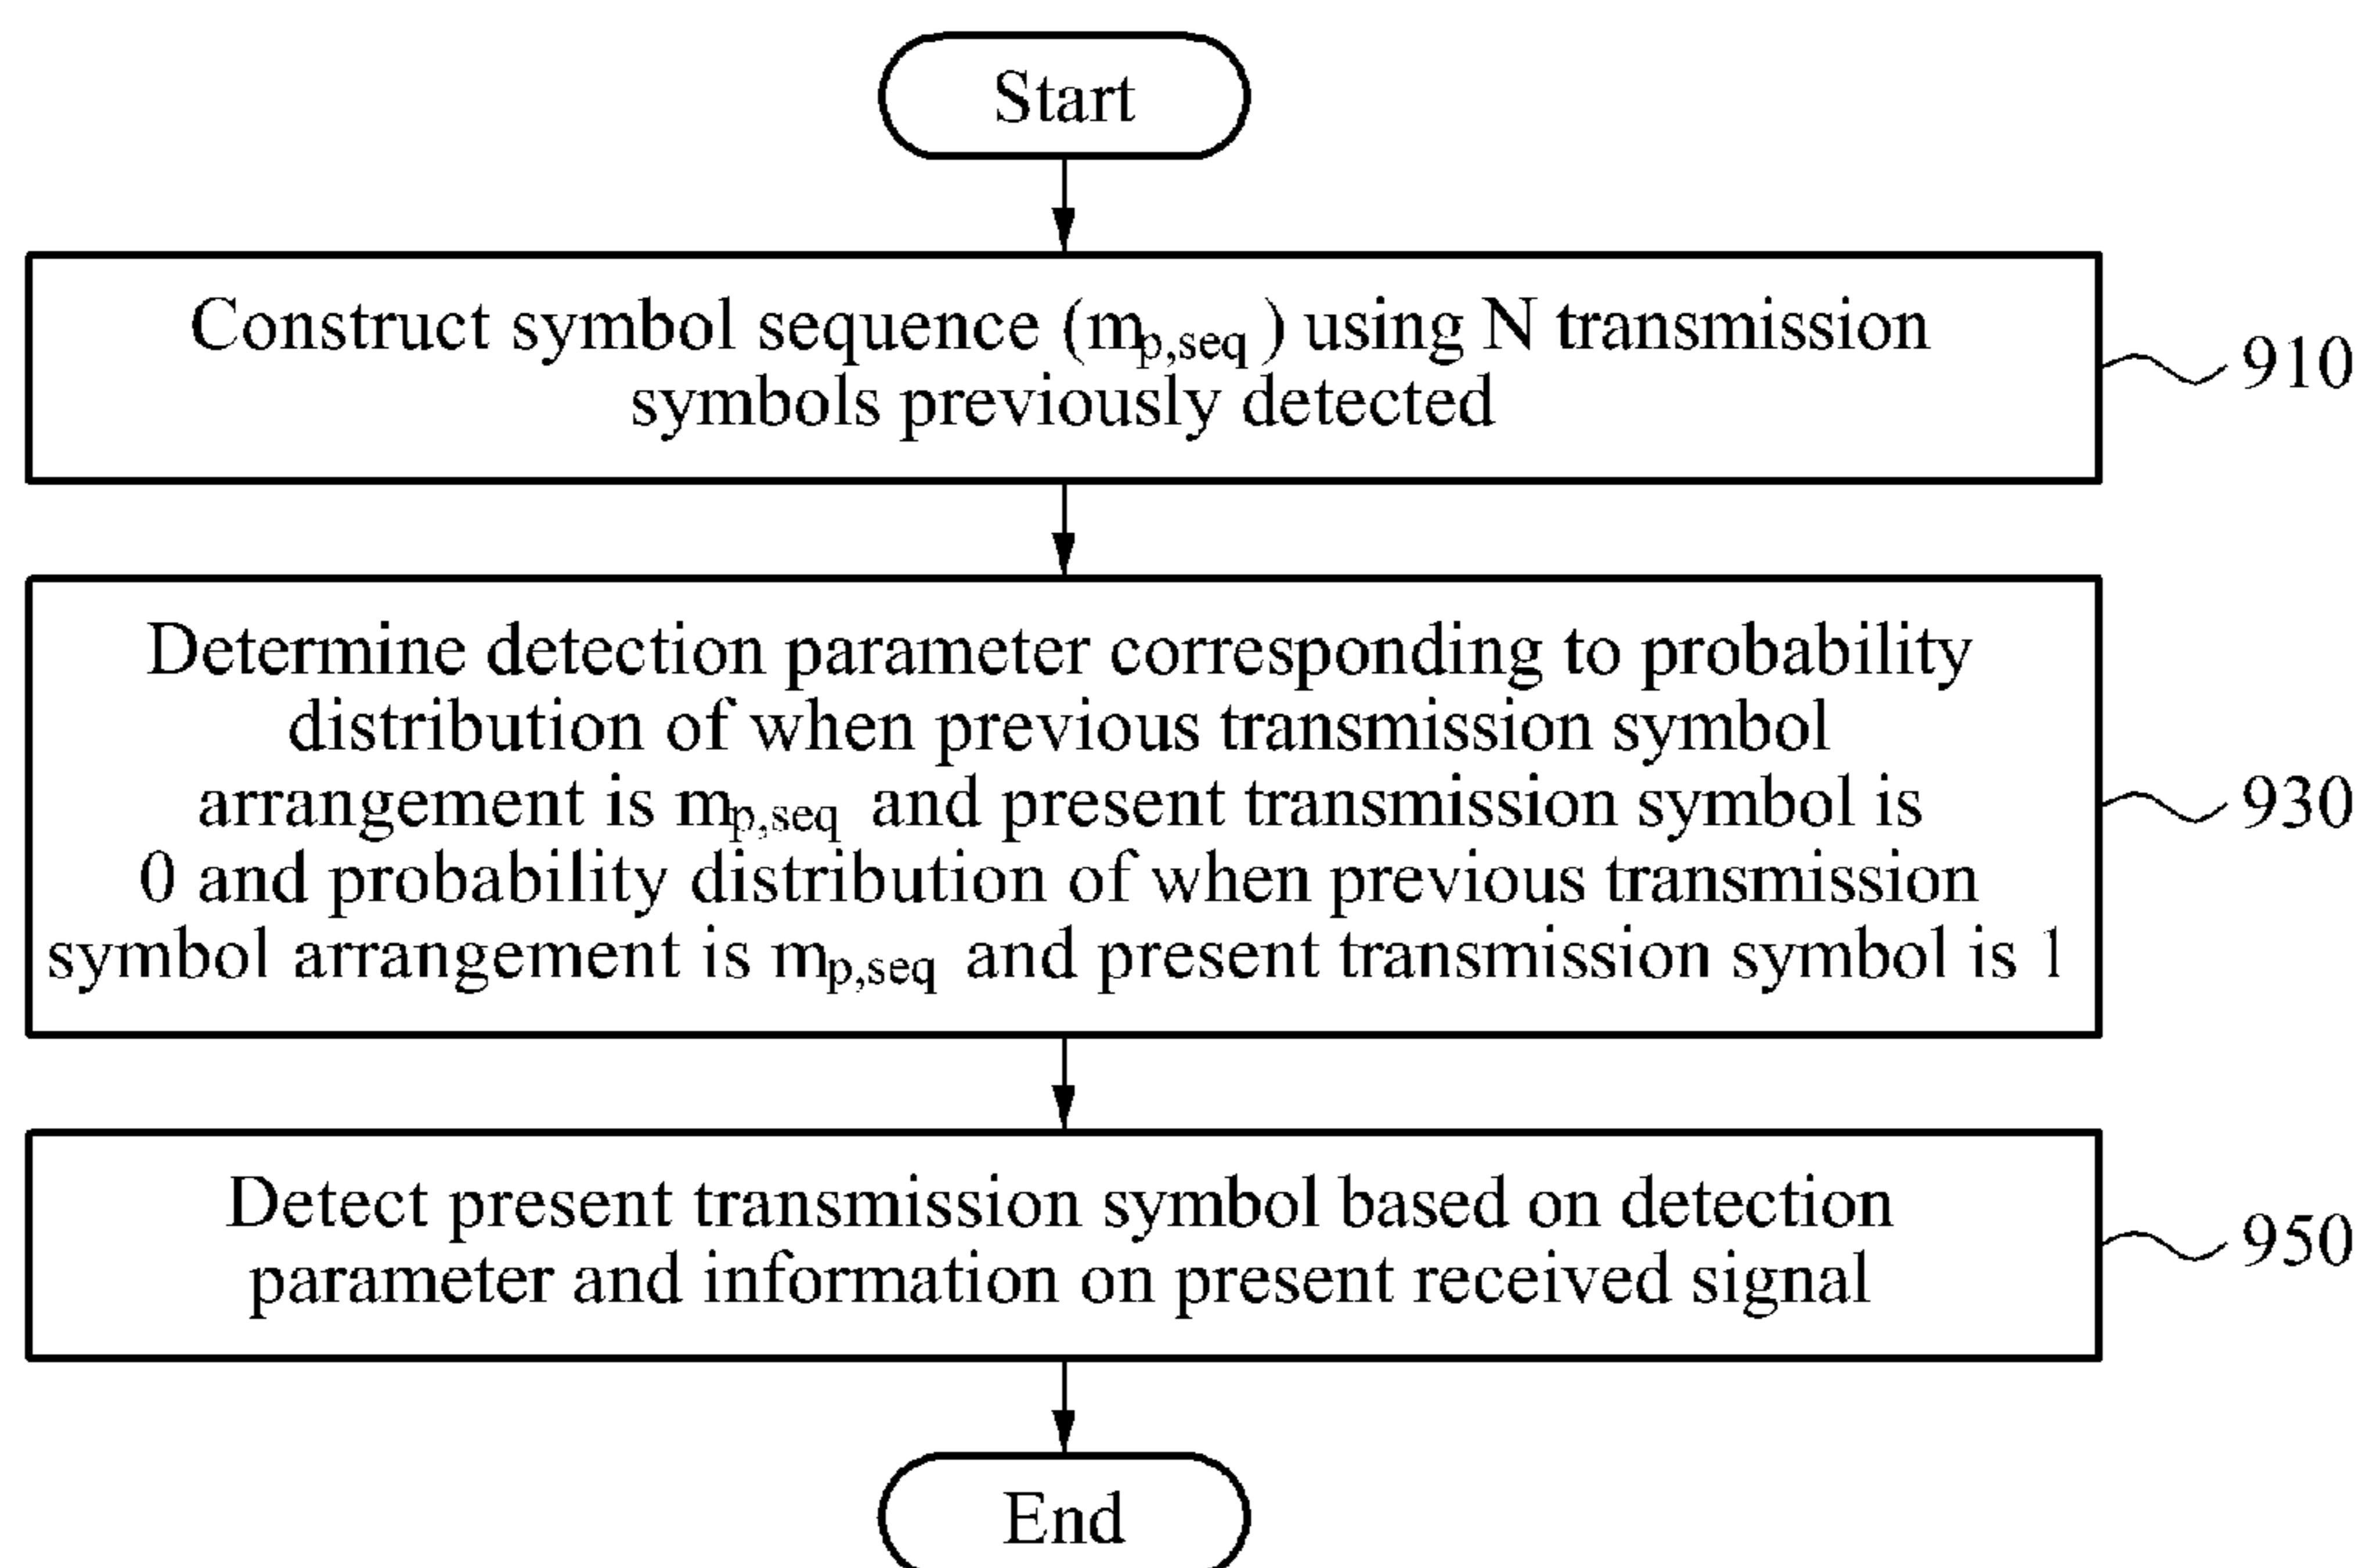 Start
Construct symbol sequence (mp,seq ) using N transmission
symbols previously detected
910
Determine detection parameter corresponding to probability
distribution of when previous transmission symbol
arrangement is mp,seq and present transmission symbol is
0 and probability distribution of when previous transmission
symbol arrangement is mp,seq and present transmission symbol is 1
930
Detect present transmission symbol based on detection
parameter and information on present received signal
950
End